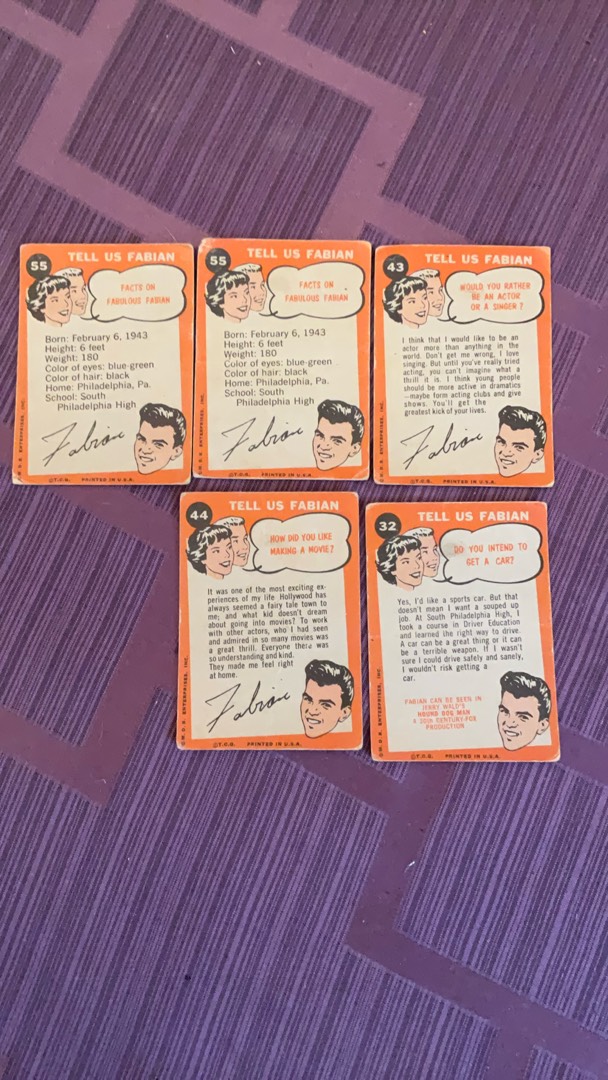 55
TELL US FABIAN
FACTS ON
FABULOUS FABIAN
Born: February 6, 1943
Height: 6 feet
Weight: 180
Color of eyes: blue-green
Color of hair: black
Home: Philadelphia, Pa.
School: South
Philadelphia High
Fabian
©T.C.G. PRINTED IN U.S.A.
55
TELL US FABIAN
FACTS ON
FABULOUS FABIAN
Born: February 6, 1943
Height: 6 feet
Weight: 180
Color of eyes: blue-green
Color of hair: black
Home: Philadelphia, Pa.
School: South
Philadelphia High
Fabian
©T.C.G. PRINTED IN U.S.A.
43
TELL US FABIAN
WOULD YOU RATHER
BE AN ACTOR
OR A SINGER?
I think that I would like to be an
actor more than anything in the
world. Don't get me wrong, I love
singing. But until you've really tried
acting, you can't imagine what a
thrill it is. I think young people
should be more active in dramatics
—maybe form acting clubs and give
shows. You'll get the
greatest kick of your lives.
Fabian
©T.C.G. PRINTED IN U.S.A.
44
TELL US FABIAN
HOW DID YOU LIKE
MAKING A MOVIE?
It was one of the most exciting ex-
periences of my life Hollywood has
always seemed a fairy tale town to
me; and what kid doesn't dream
about going into movies? To work
with other actors, who I had seen
and admired in so many movies was
a great thrill. Everyone there was
so understanding and kind.
They made me feel right
at home.
Fabian
©T.C.G. PRINTED IN U.S.A.
32
TELL US FABIAN
DO YOU INTEND TO
GET A CAR?
Yes, I'd like a sports car. But that
doesn't mean I want a souped up
job. At South Philadelphia High, I
took a course in Driver Education
and learned the right way to drive.
A car can be a great thing or it can
be a terrible weapon. If I wasn't
sure I could drive safely and sanely,
I wouldn't risk getting a
car.
FABIAN CAN BE SEEN IN
JERRY WALD'S
HOUND DOG MAN
A 20th CENTURY-FOX
PRODUCTION
©T.C.G. PRINTED IN U.S.A.